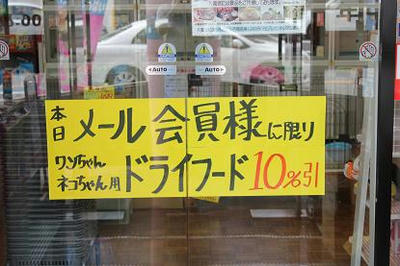 本日メール会員様に限り
ワンちゃん
ネコちゃん用
ドライフード10%引
Auto
Auto